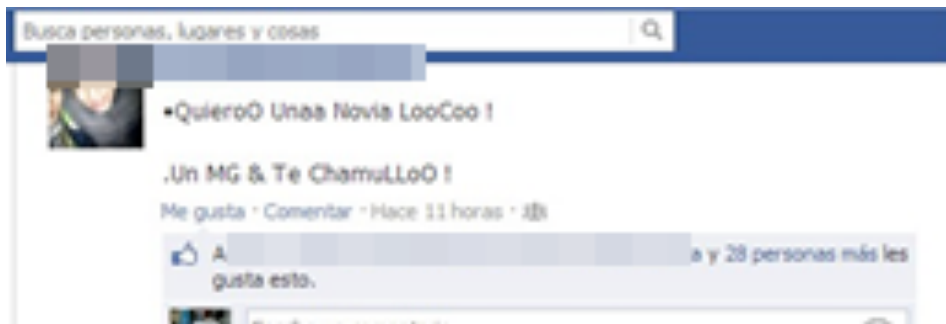 Busca personas, lugares y cosas
•QuieroO Unaa Novia LooCoo !
.Un MG & Te ChamuLLoO !
Me gusta · Comentar · Hace 11 horas ·
A a y 28 personas más les
gusta esto.